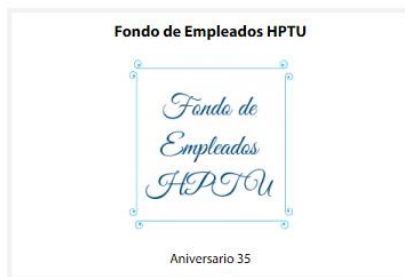 Fondo de Empleados HPTU
Fondo de
Empleados
HPTU
Aniversario 35